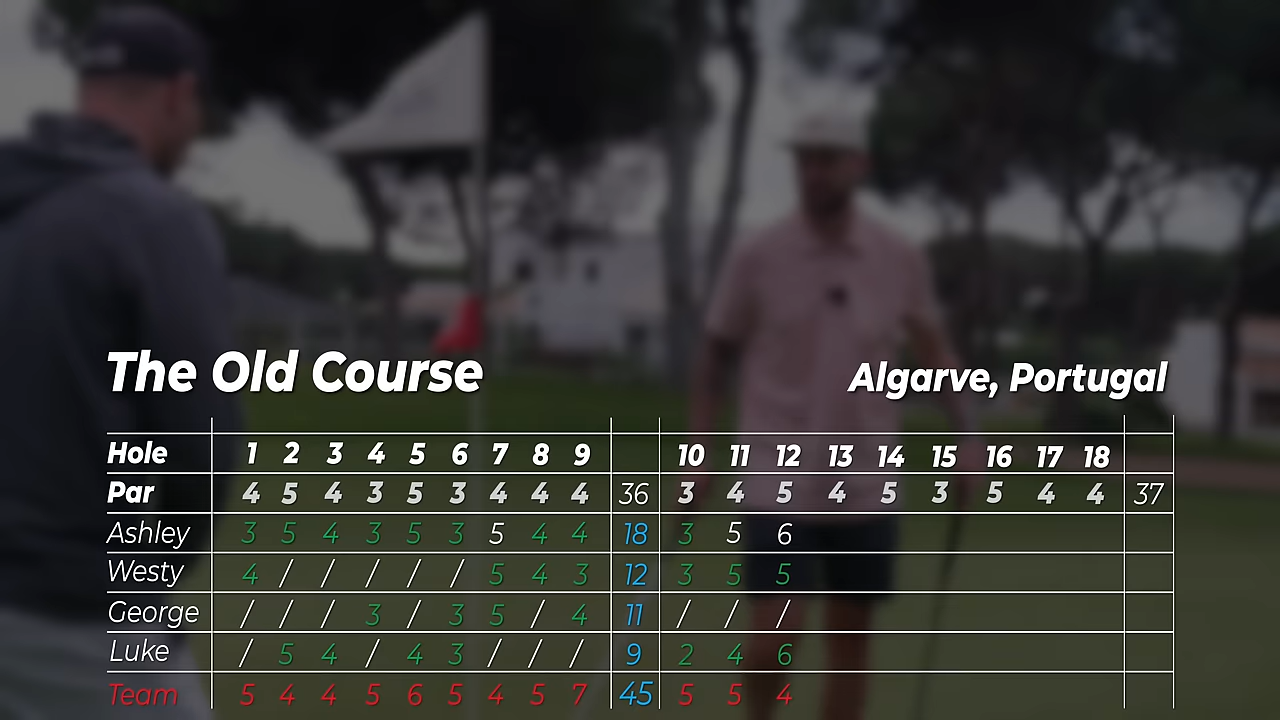 The Old Course Algarve, Portugal
Hole 1 2 3 4 5 6 7 8 9 10 11 12 13 14 15 16 17 18
Par 4 5 4 3 5 3 4 4 4 36 3 4 5 4 5 3 5 4 4 37
Ashley 3 5 4 3 5 3 5 4 4 18 3 5 6
Westy 4 / / / / / 5 4 3 12 3 5 5
George / / / 3 / 3 5 / 4 11 / / /
Luke / 5 4 / 4 3 / / / 9 2 4 6
Team 5 4 4 5 6 5 4 5 7 45 5 5 4